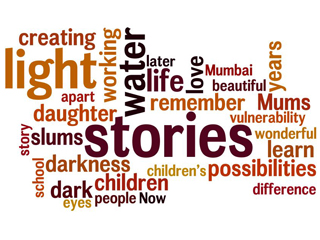 creating
light
working
water
later
life
love
Mumbai
beautiful
years
apart
daughter
remember
Mums
vulnerability
story
slums
stories
wonderful
learn
darkness
children's
possibilities
school
dark
children
difference
eyes
people
Now